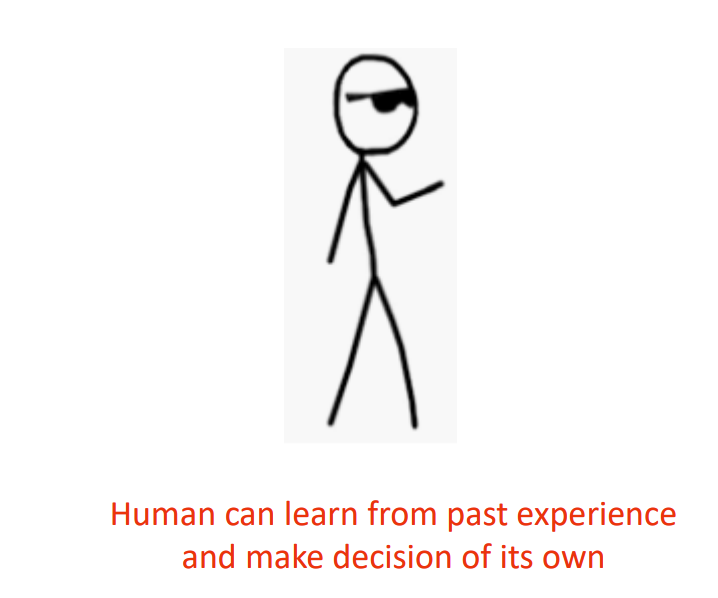 Human can learn from past experience
and make decision of its own